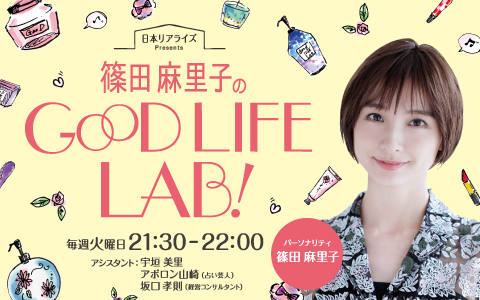 日本リアライズ
Presents
篠田 麻里子の
GOOD LIFE
LAB!
毎週火曜日 21:30-22:00
アシスタント：宇垣 美里
アポロン山崎（占い芸人）
坂口 孝則（経営コンサルタント）
パーソナリティ
篠田 麻里子